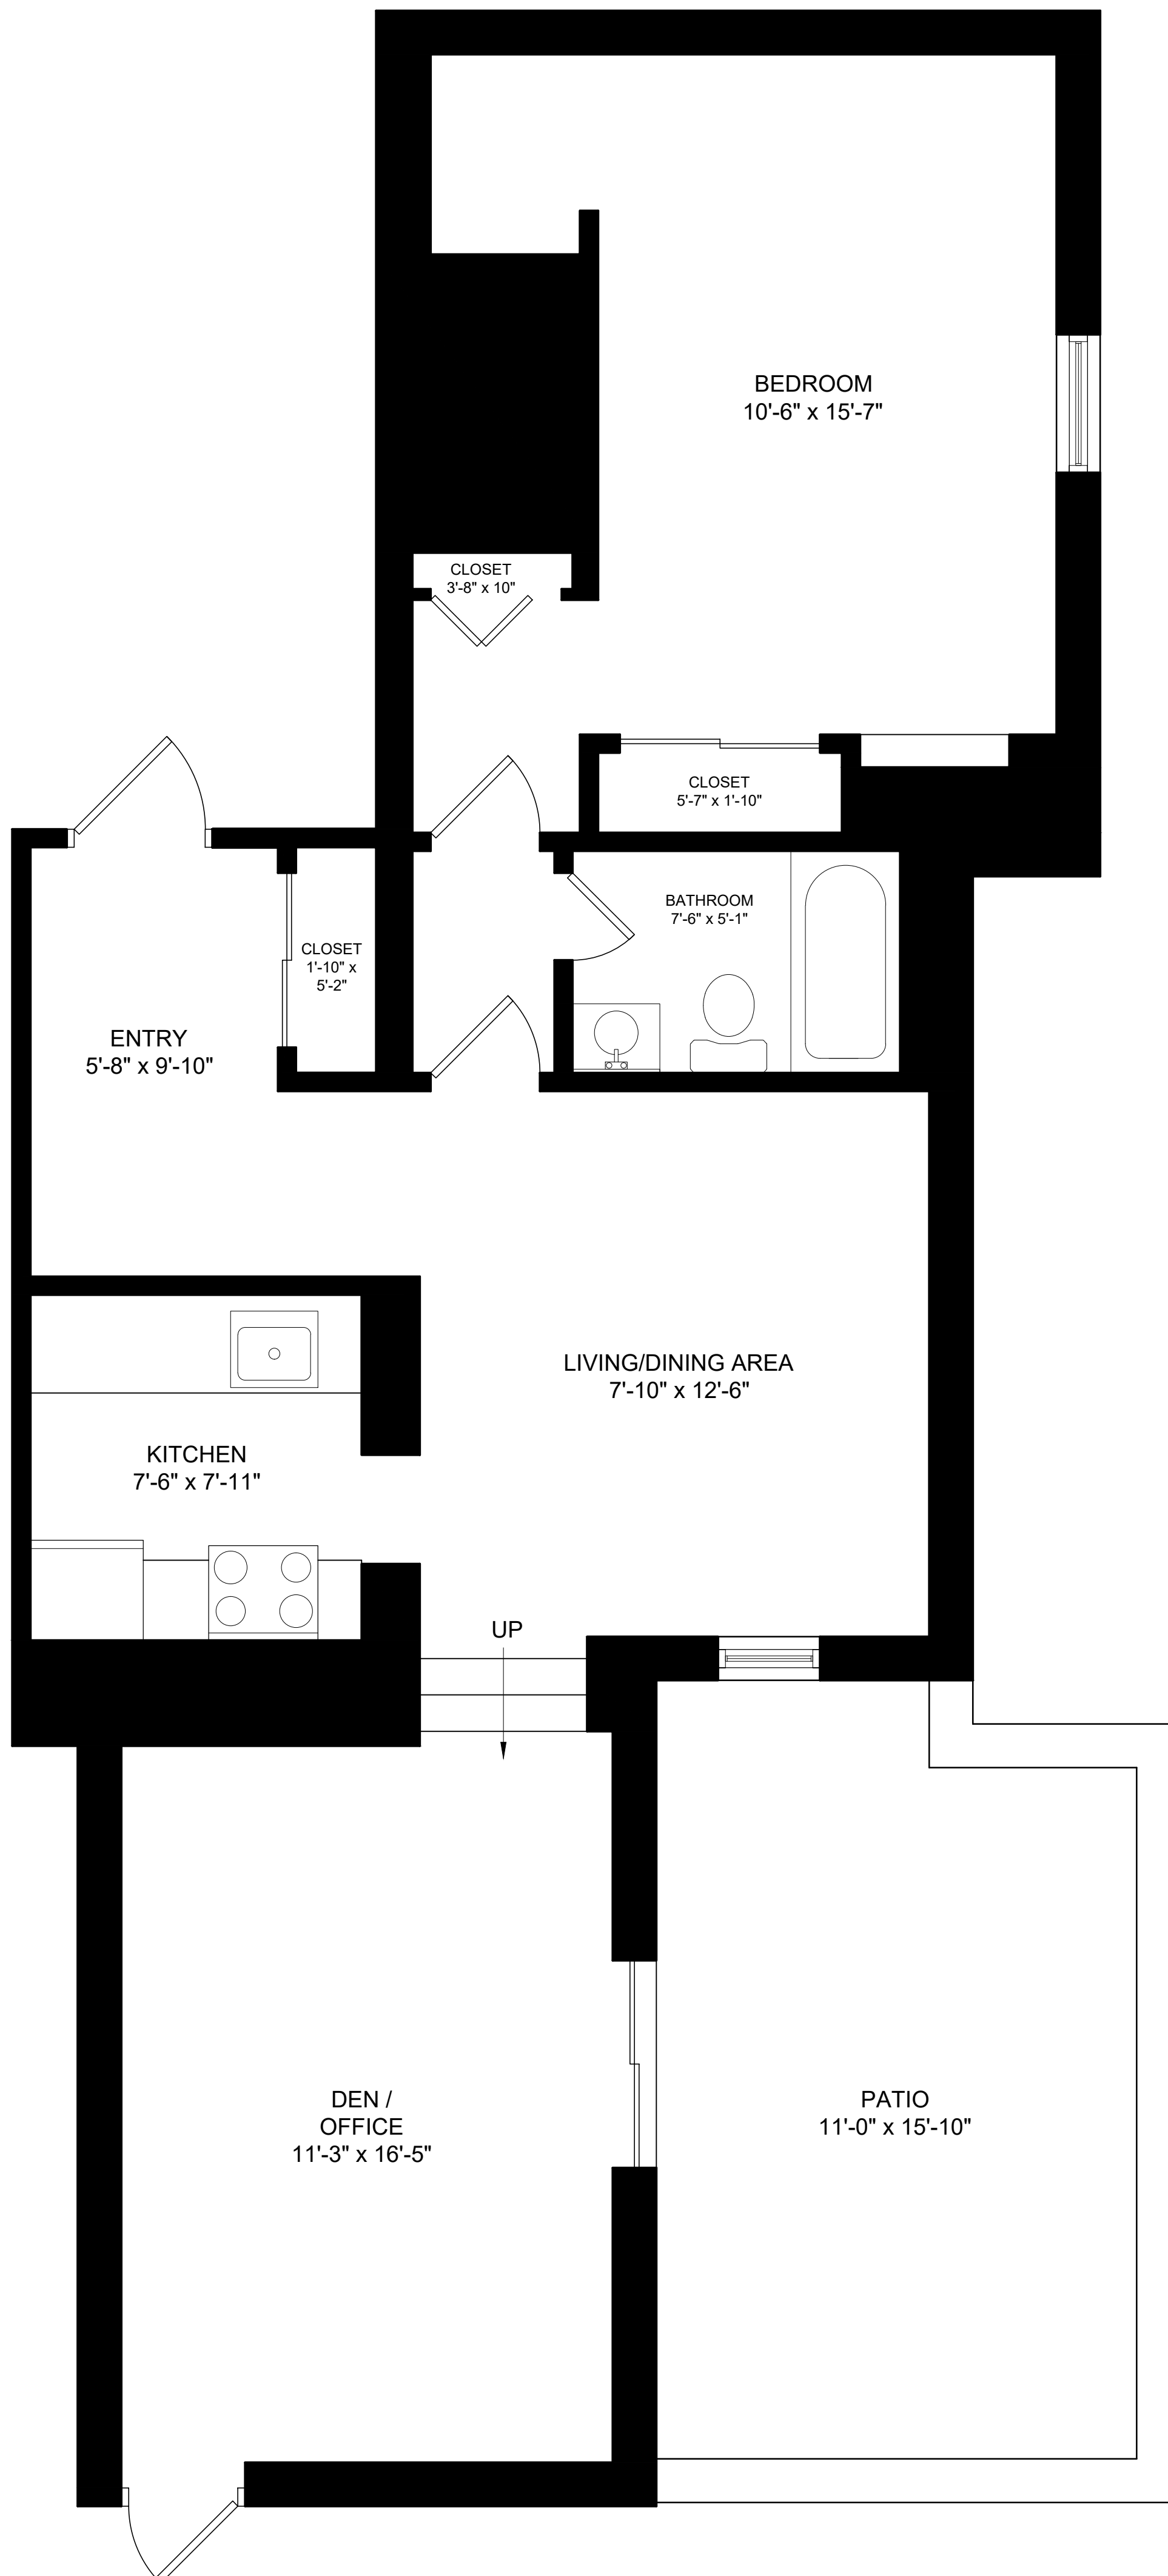 BEDROOM
10'-6" x 15'-7"
CLOSET
3'-8" x 10"
CLOSET
5'-7" x 1'-10"
BATHROOM
7'-6" x 5'-1"
CLOSET
1'-10" x
5'-2"
ENTRY
5'-8" x 9'-10"
LIVING/DINING AREA
7'-10" x 12'-6"
KITCHEN
7'-6" x 7'-11"
UP
DEN /
OFFICE
11'-3" x 16'-5"
PATIO
11'-0" x 15'-10"